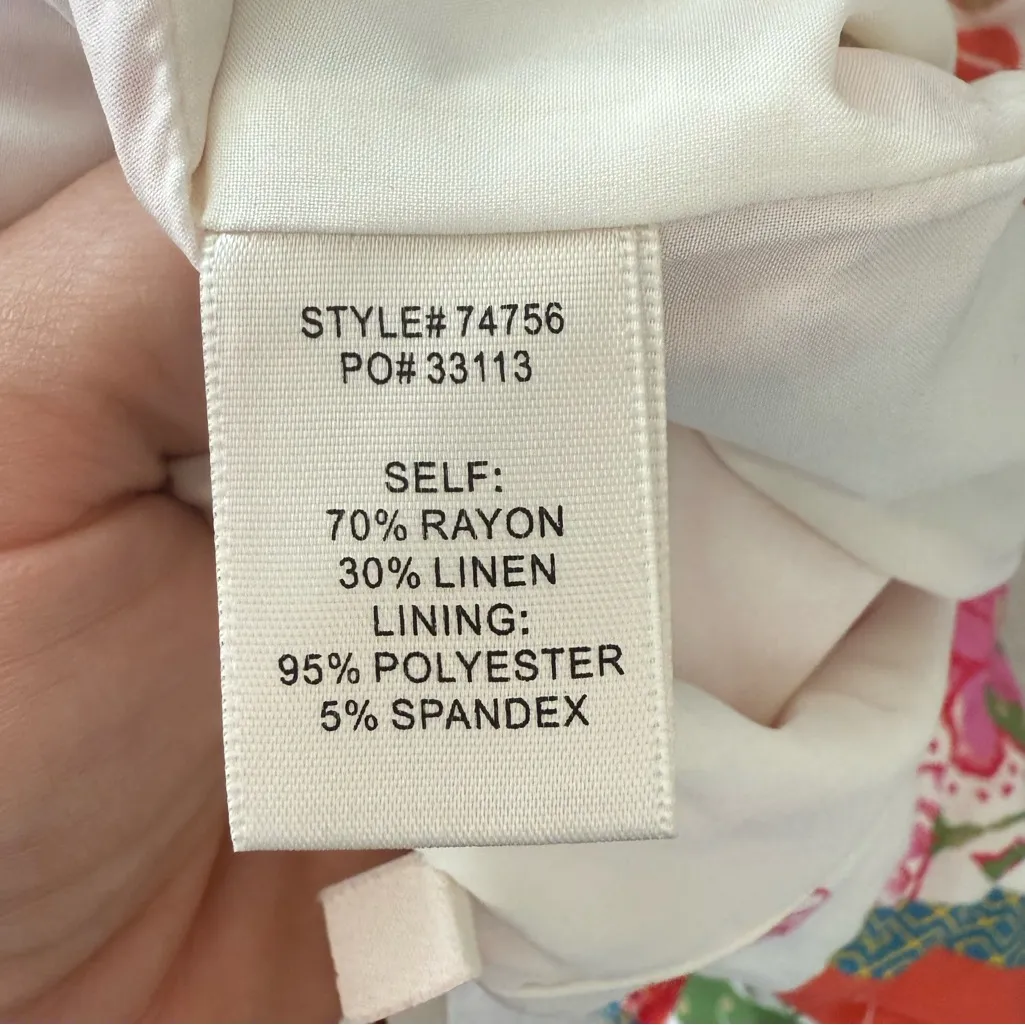 STYLE# 74756
PO# 33113
SELF:
70% RAYON
30% LINEN
LINING:
95% POLYESTER
5% SPANDEX